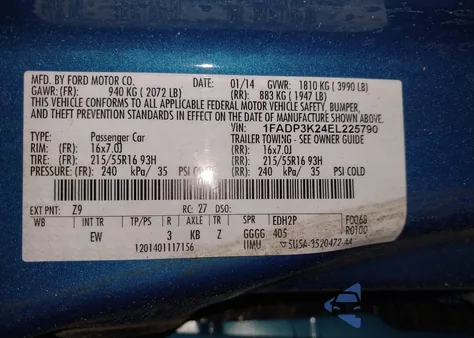 MFD. BY FORD MOTOR CO. DATE: 01/14 GVWR: 1810 KG ( 3990 LB)
GAWR: (FR): 940 KG ( 2072 LB) (RR): 883 KG ( 1947 LB)
THIS VEHICLE CONFORMS TO ALL APPLICABLE FEDERAL MOTOR VEHICLE SAFETY, BUMPER,
AND THEFT PREVENTION STANDARDS IN EFFECT ON THE DATE OF MANUFACTURE SHOWN ABOVE.
VIN: 1FADP3K24EL225790
TYPE: Passenger Car TRAILER TOWING - SEE OWNER GUIDE
RIM: (FR): 16x7.0J (RR): 16x7.0J
TIRE: (FR): 215/55R16 93H (RR): 215/55R16 93H
PRESSURE: (FR): 240 kPa/ 35 PSI COLD (RR): 240 kPa/ 35 PSI COLD
EXT PNT: Z9 RC: 27 DSO:
WB INT TR TP/PS R AXLE TR SPR EDH2P F0068
EW 3 KB Z GGGG 405 R0100
1201401117156 UMU